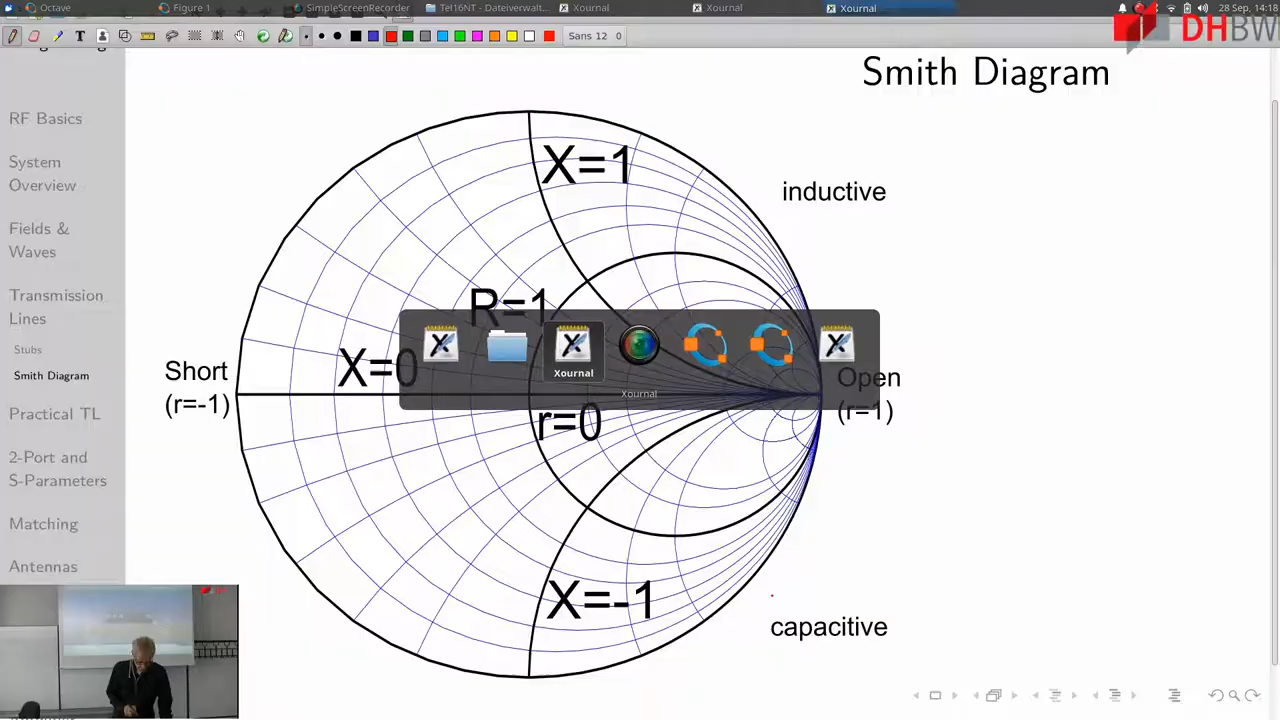 Octave
Figure 1
SimpleScreenRecorder
Tel16NT - Dateiverwalt...
Xournal
Xournal
Xournal
28 Sep, 14:18
Sans 12
DHBW
Smith Diagram
RF Basics
System
Overview
Fields &
Waves
Transmission
Lines
Stubs
Smith Diagram
Practical TL
2-Port and
S-Parameters
Matching
Antennas
X=1
inductive
R=1
X=0
Short
(r=-1)
Xournal
Xournal
Open
(r=1)
r=0
X=-1
capacitive